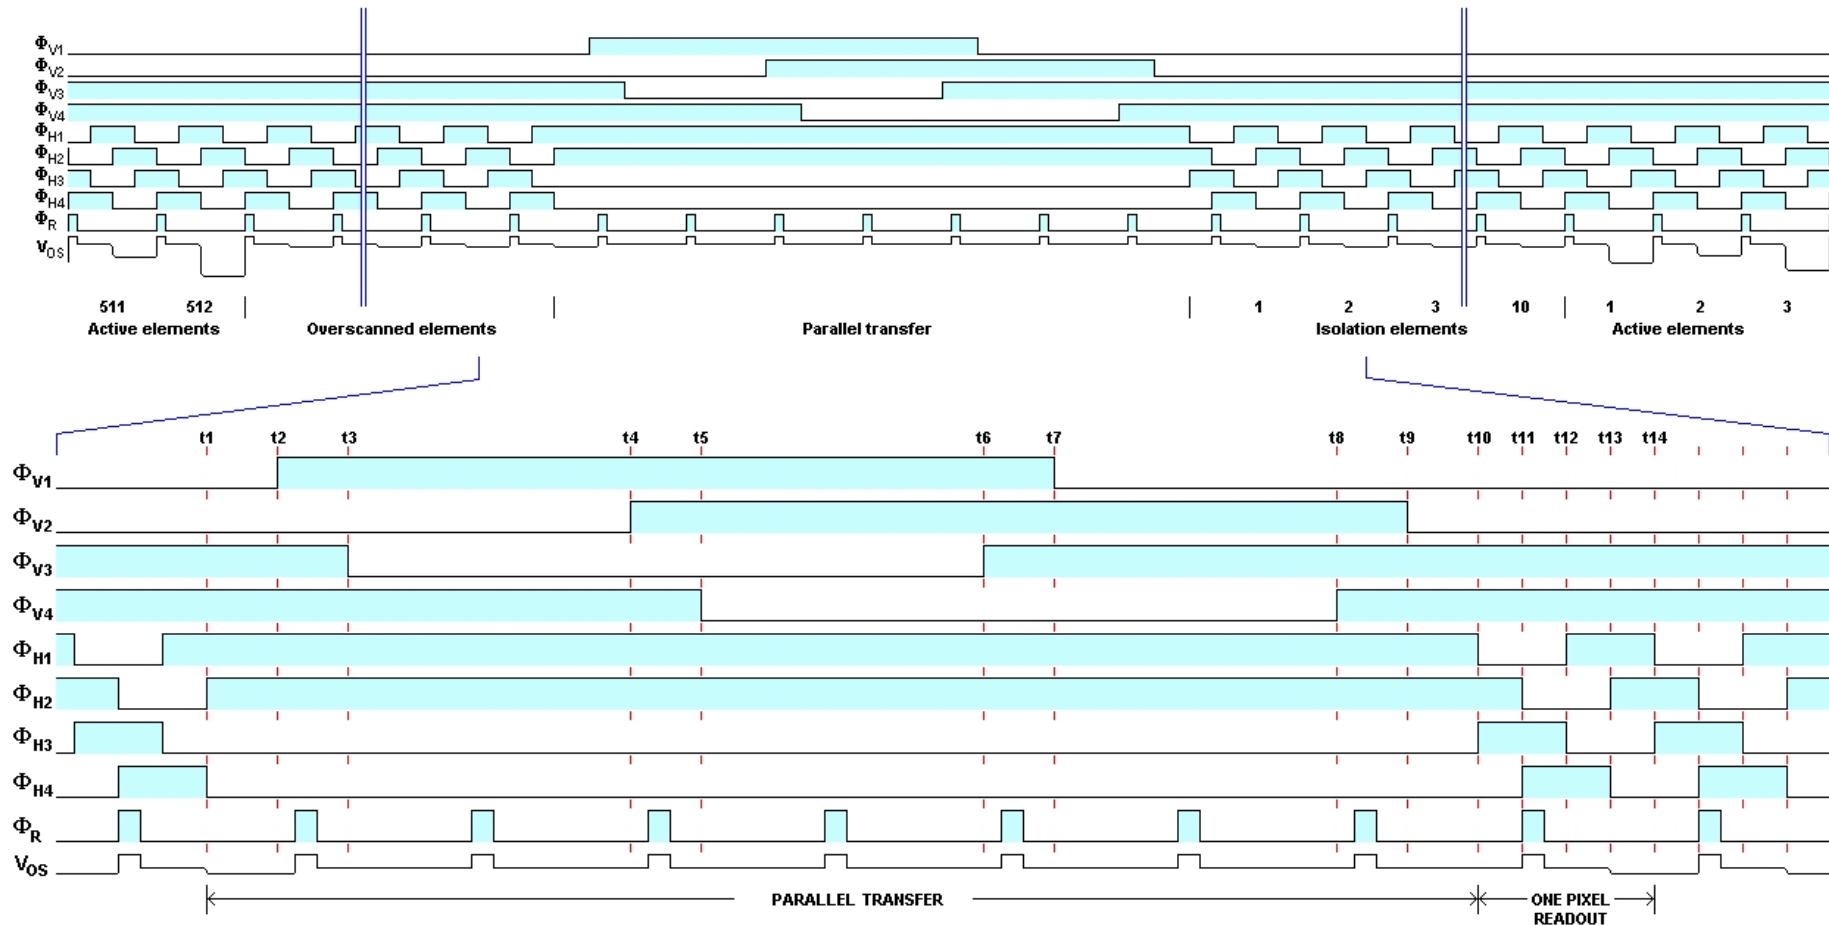 ΦV1
ΦV2
ΦV3
ΦV4
ΦH1
ΦH2
ΦH3
ΦH4
ΦR
VOS
511 512 1 2 3 10 1 2 3
Active elements Overscanned elements Parallel transfer Isolation elements Active elements
t1 t2 t3 t4 t5 t6 t7 t8 t9 t10 t11 t12 t13 t14
ΦV1
ΦV2
ΦV3
ΦV4
ΦH1
ΦH2
ΦH3
ΦH4
ΦR
VOS
PARALLEL TRANSFER ONE PIXEL
READOUT